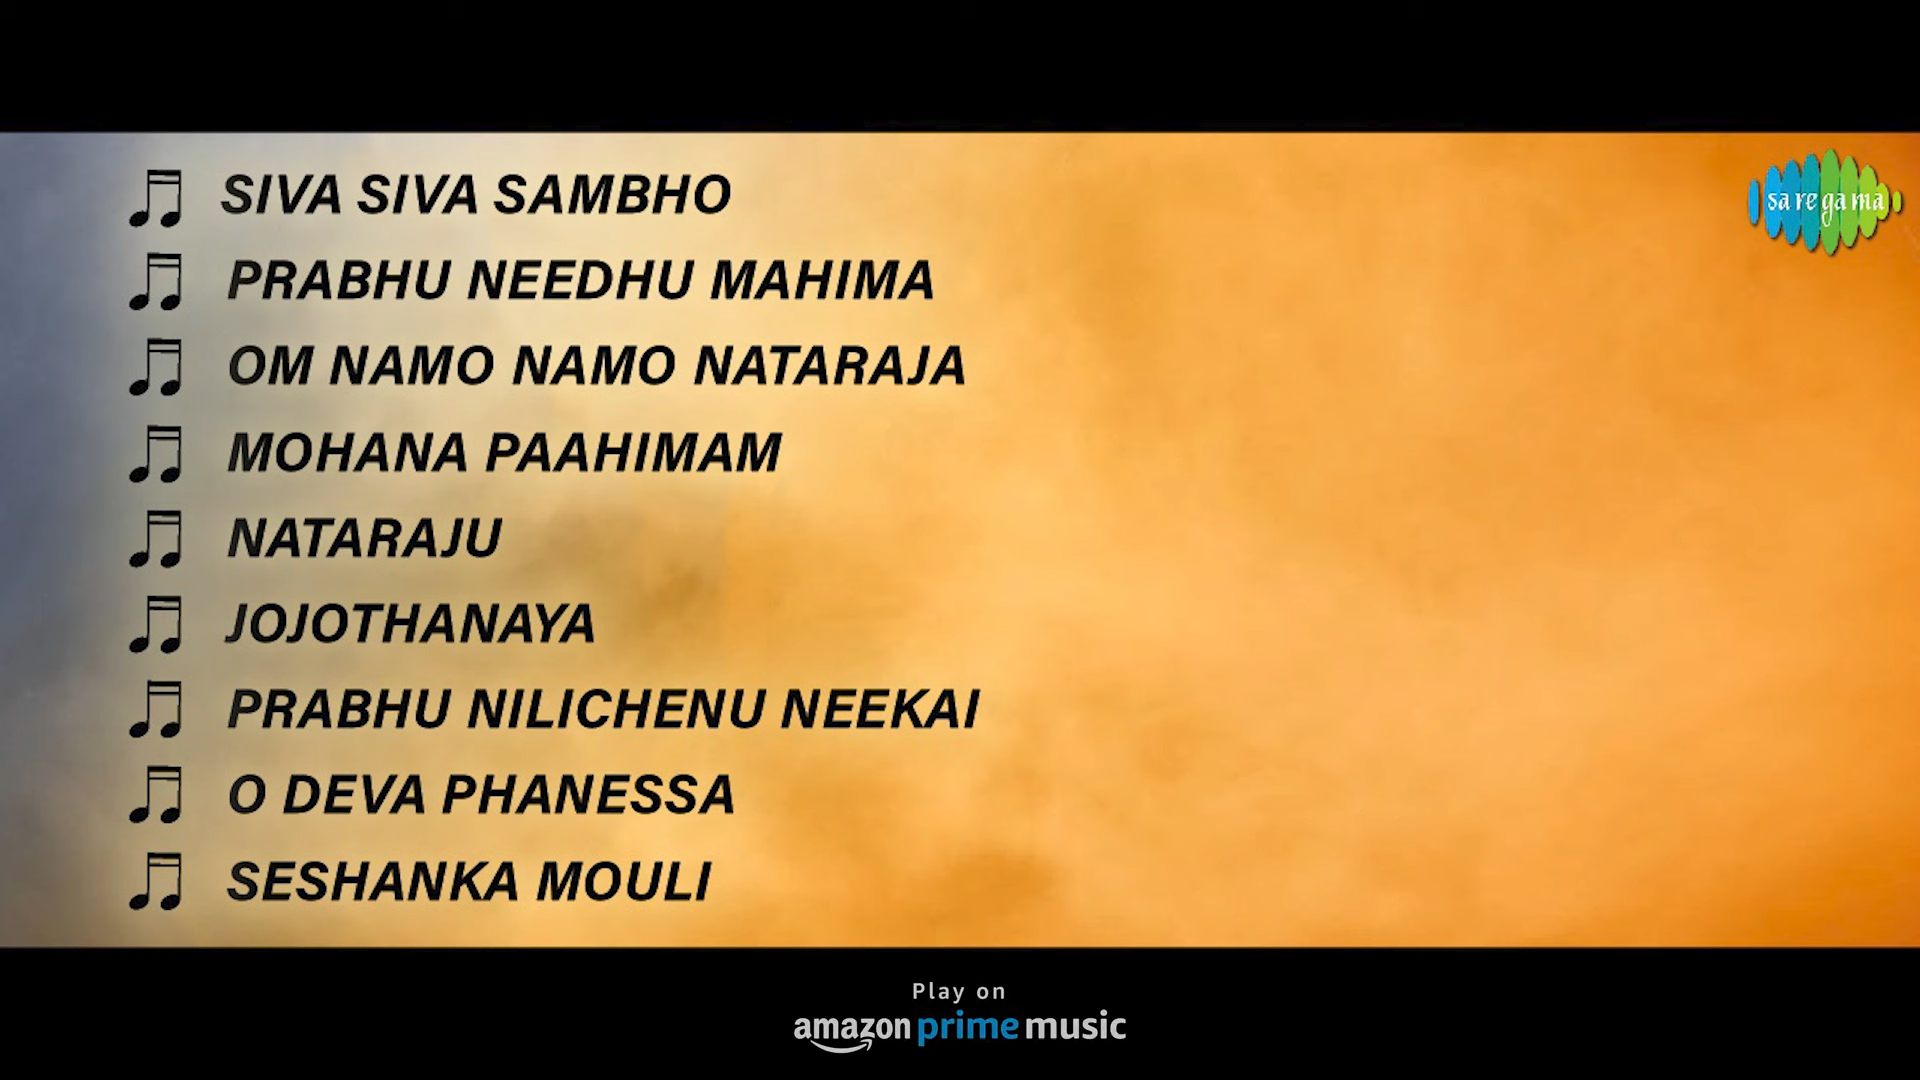 SIVA SIVA SAMBHO
sa re ga ma
PRABHU NEEDHU MAHIMA
OM NAMO NAMO NATARAJA
MOHANA PAAHIMAM
NATARAJU
JOJOTHANAYA
PRABHU NILICHENU NEEKAI
O DEVA PHANESSA
SESHANKA MOULI
Play on
amazon prime music